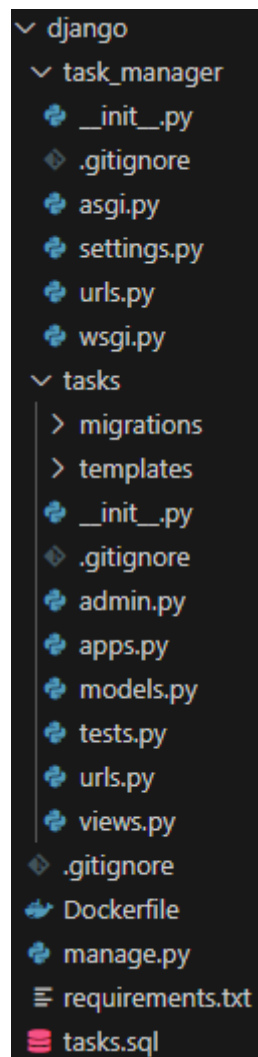 django
task_manager
__init__.py
.gitignore
asgi.py
settings.py
urls.py
wsgi.py
tasks
migrations
templates
__init__.py
.gitignore
admin.py
apps.py
models.py
tests.py
urls.py
views.py
.gitignore
Dockerfile
manage.py
requirements.txt
tasks.sql